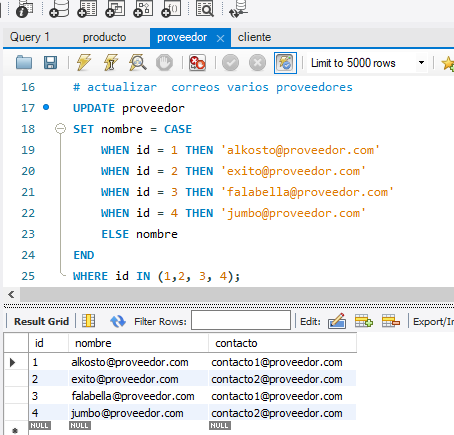 Query 1 producto proveedor cliente
Limit to 5000 rows
16 # actualizar  correos varios proveedores
17 UPDATE proveedor
18 SET nombre = CASE
19 WHEN id = 1 THEN 'alkosto@proveedor.com'
20 WHEN id = 2 THEN 'exito@proveedor.com'
21 WHEN id = 3 THEN 'falabella@proveedor.com'
22 WHEN id = 4 THEN 'jumbo@proveedor.com'
23 ELSE nombre
24 END
25 WHERE id IN (1,2, 3, 4);
Result Grid Filter Rows: Edit: Export/In
id nombre contacto
1 alkosto@proveedor.com contacto1@proveedor.com
2 exito@proveedor.com contacto2@proveedor.com
3 falabella@proveedor.com contacto1@proveedor.com
4 jumbo@proveedor.com contacto2@proveedor.com
NULL NULL NULL